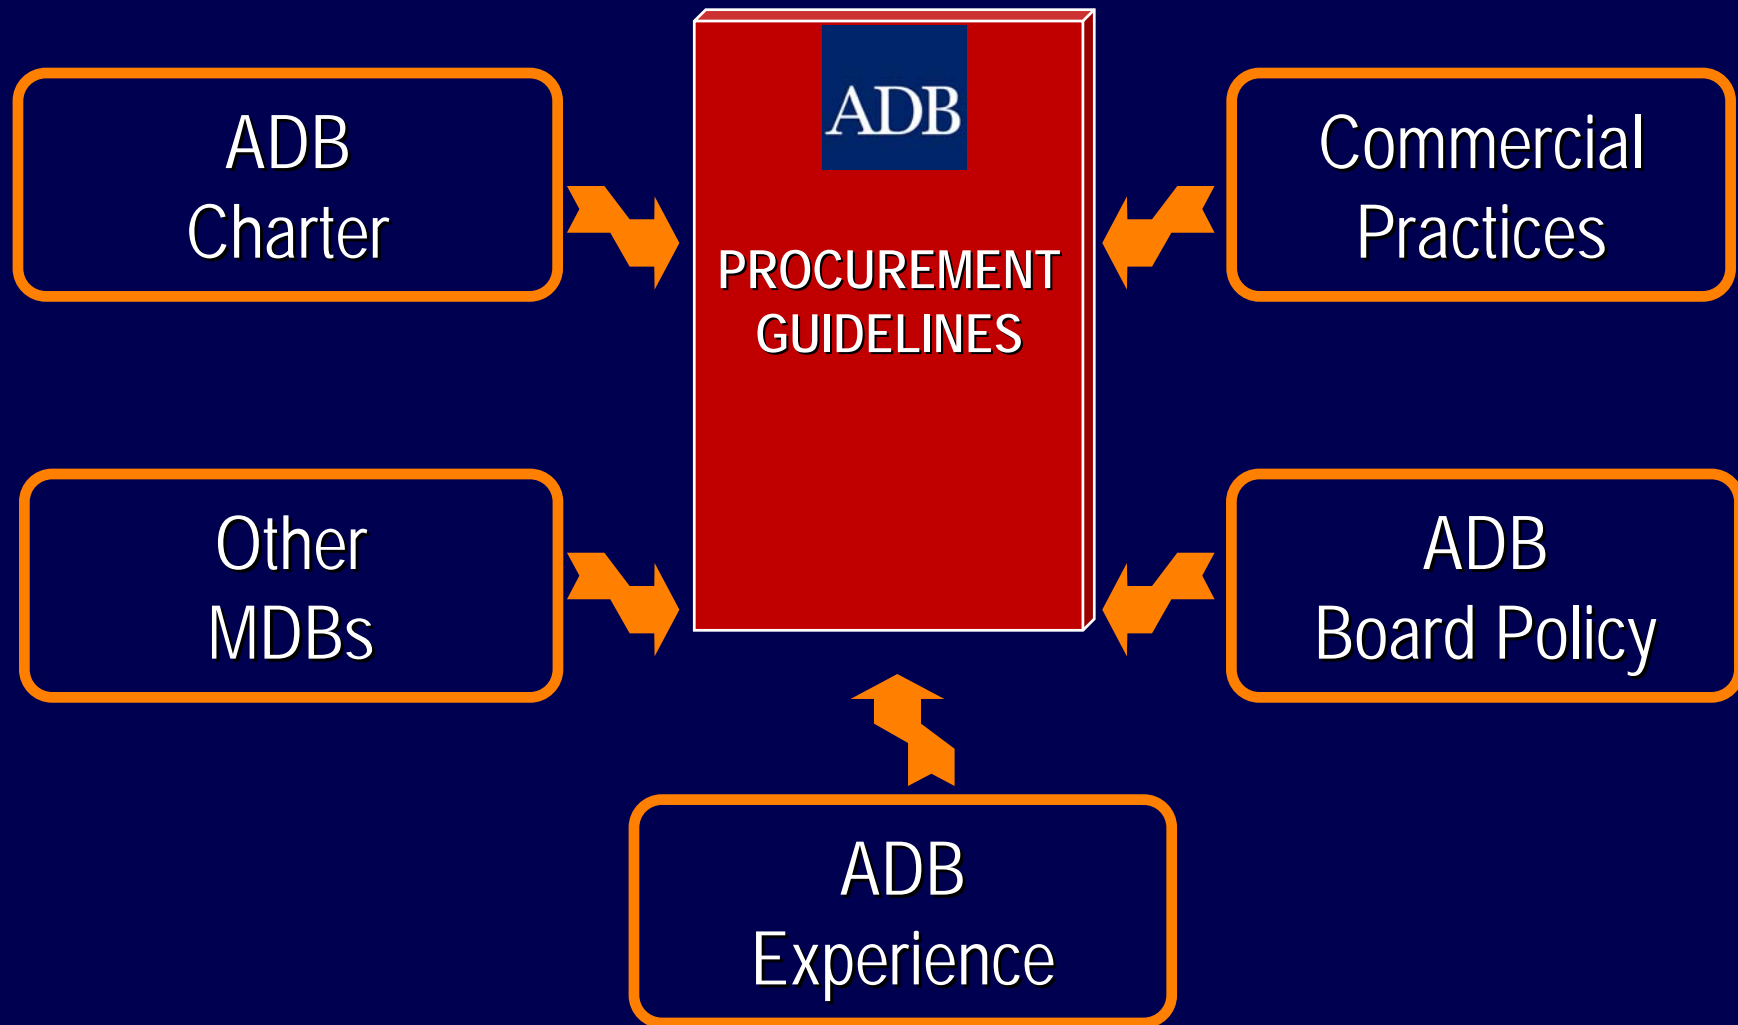 ADB
PROCUREMENT
GUIDELINES
ADB
Charter
Commercial
Practices
Other
MDBs
ADB
Board Policy
ADB
Experience